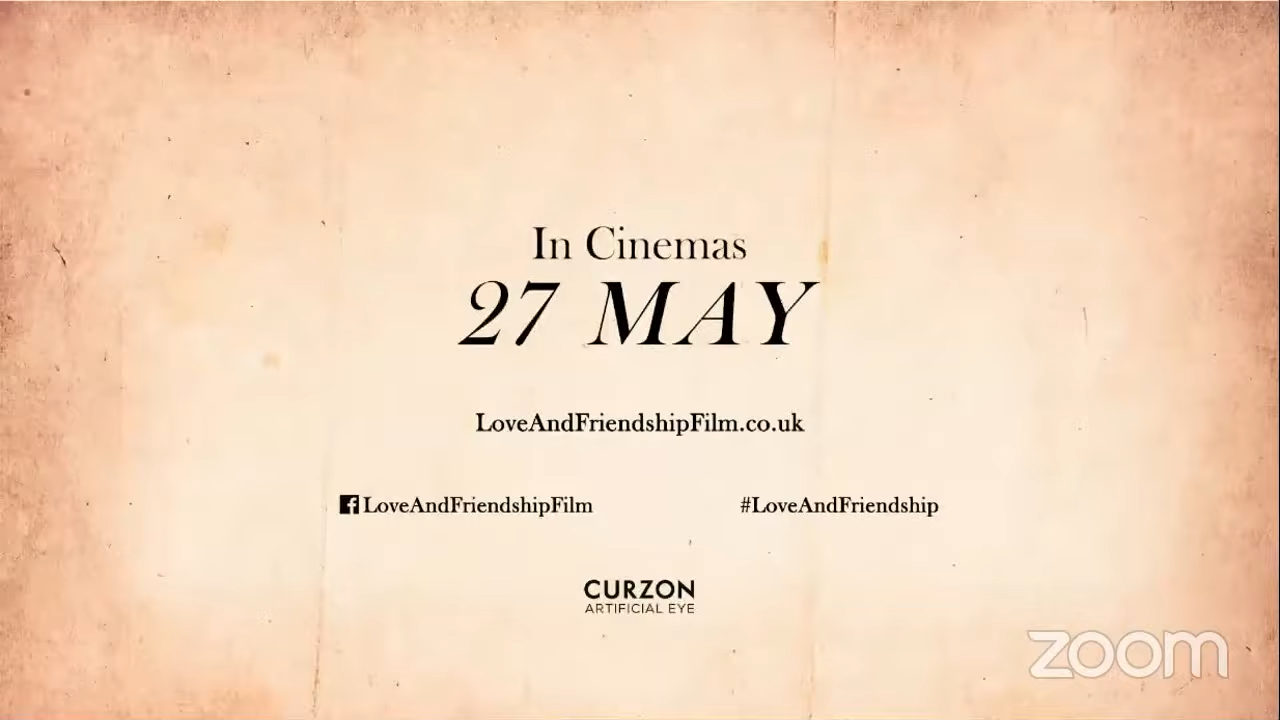 In Cinemas
27 MAY
LoveAndFriendshipFilm.co.uk
LoveAndFriendshipFilm
#LoveAndFriendship
CURZON
ARTIFICIAL EYE
zoom